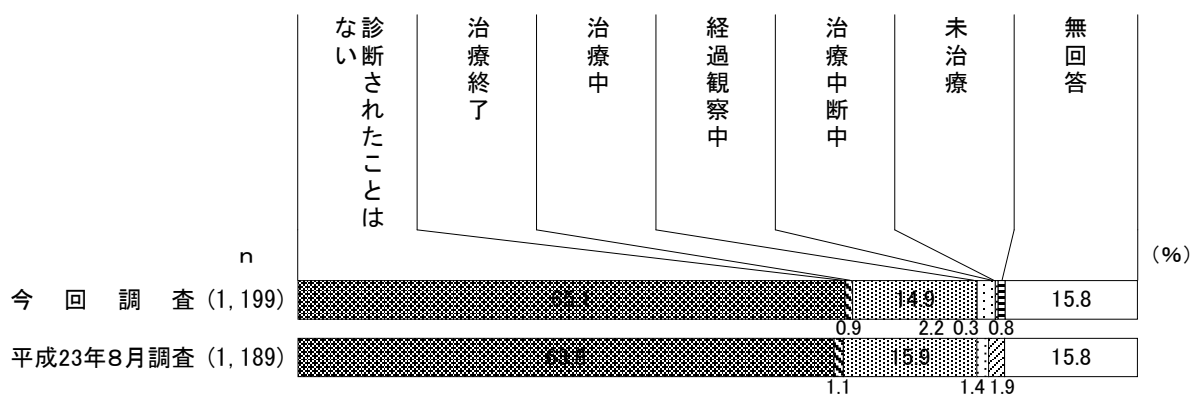 診断されたことは
ない
治療終了
治療中
経過観察中
治療中断中
未治療
無回答
n
(%)
今回調査(1,199)
14.9
15.8
0.9
2.2
0.3
0.8
平成23年8月調査(1,189)
15.9
15.8
1.1
1.4
1.9